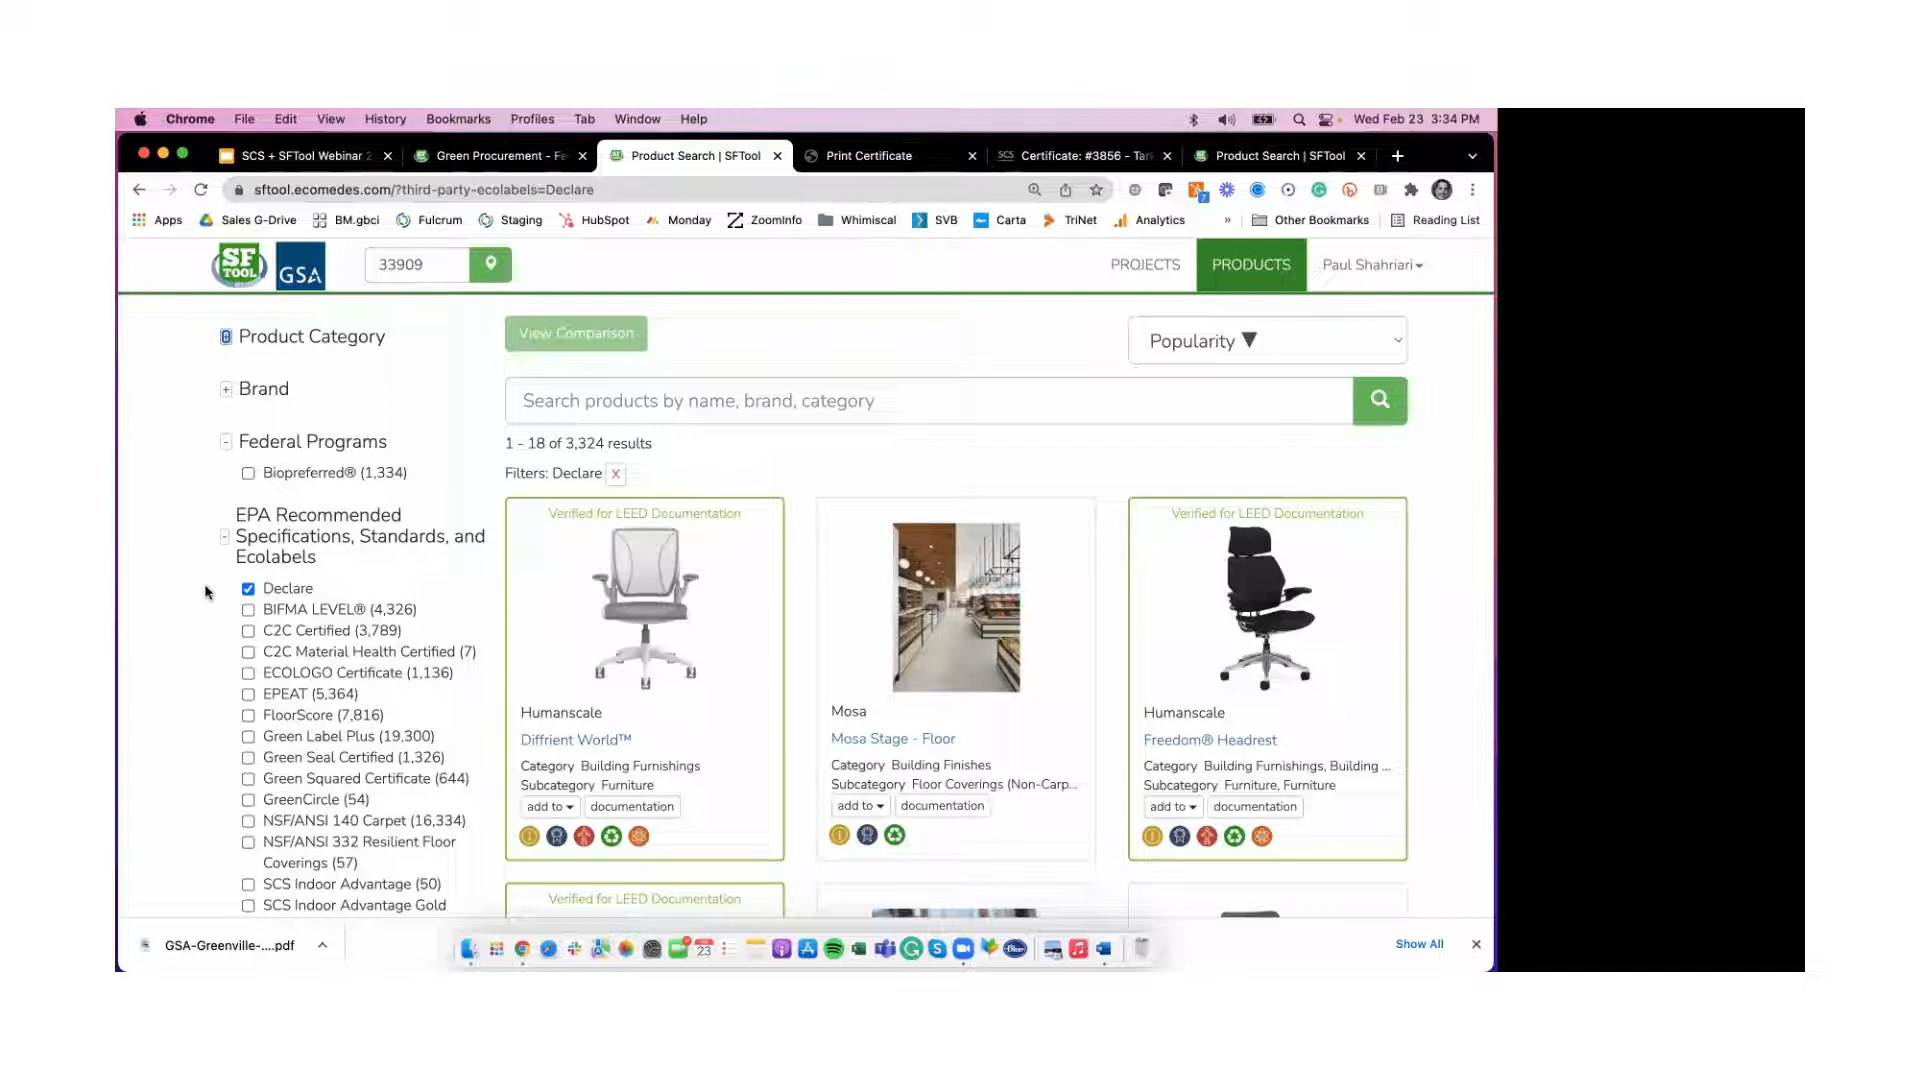 Chrome File Edit View History Bookmarks Profiles Tab Window Help Wed Feb 23 3:34 PM
SCS + SFTool Webinar 2 Green Procurement - Fe Product Search | SFTool Print Certificate SCS Certificate: #3856 - Tar Product Search | SFTool
sftool.ecomedes.com/?third-party-ecolabels=Declare
Apps Sales G-Drive BM.gbci Fulcrum Staging HubSpot Monday ZoomInfo Whimiscal SVB Carta TriNet Analytics » Other Bookmarks Reading List
SF TOOL GSA 33909 PROJECTS PRODUCTS Paul Shahriari
Product Category
Brand
Federal Programs
Biopreferred® (1,334)
EPA Recommended
Specifications, Standards, and
Ecolabels
Declare
BIFMA LEVEL® (4,326)
C2C Certified (3,789)
C2C Material Health Certified (7)
ECOLOGO Certificate (1,136)
EPEAT (5,364)
FloorScore (7,816)
Green Label Plus (19,300)
Green Seal Certified (1,326)
Green Squared Certificate (644)
GreenCircle (54)
NSF/ANSI 140 Carpet (16,334)
NSF/ANSI 332 Resilient Floor
Coverings (57)
SCS Indoor Advantage (50)
SCS Indoor Advantage Gold
View Comparison
Popularity ▼
Search products by name, brand, category
1 - 18 of 3,324 results
Filters: Declare X
Verified for LEED Documentation
Humanscale
Diffrient World™
Category Building Furnishings
Subcategory Furniture
add to documentation
Mosa
Mosa Stage - Floor
Category Building Finishes
Subcategory Floor Coverings (Non-Carp...
add to documentation
Verified for LEED Documentation
Humanscale
Freedom® Headrest
Category Building Furnishings, Building ...
Subcategory Furniture, Furniture
add to documentation
Verified for LEED Documentation
GSA-Greenville-....pdf
23
Show All